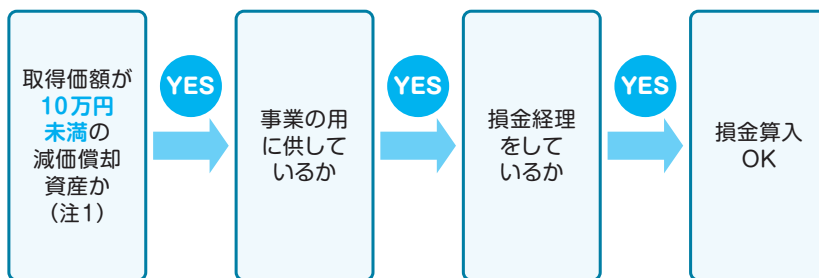 取得価額が
10万円
未満の
減価償却
資産か
（注1）
YES
事業の用
に供して
いるか
YES
損金経理
をして
いるか
YES
損金算入
OK